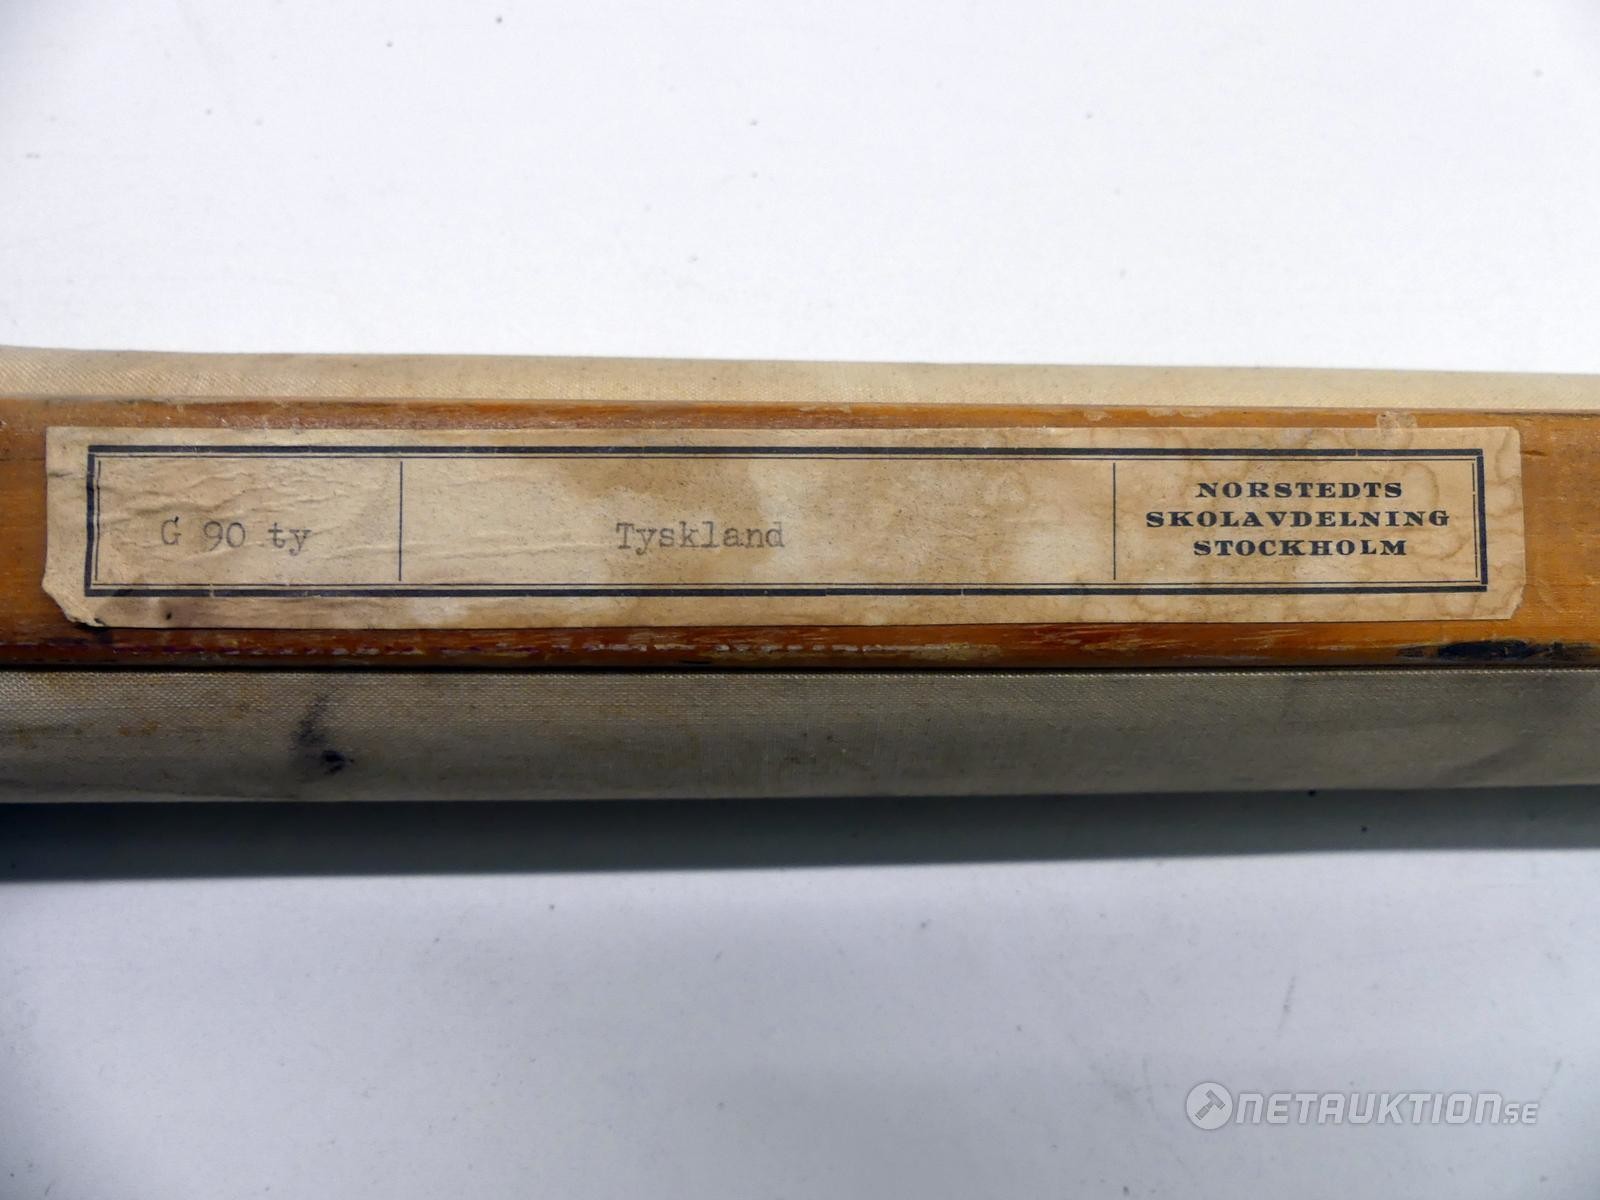 G 90 ty
Tyskland
NORSTEDTS
SKOLAVDELNING
STOCKHOLM
NETAUKTION.SE